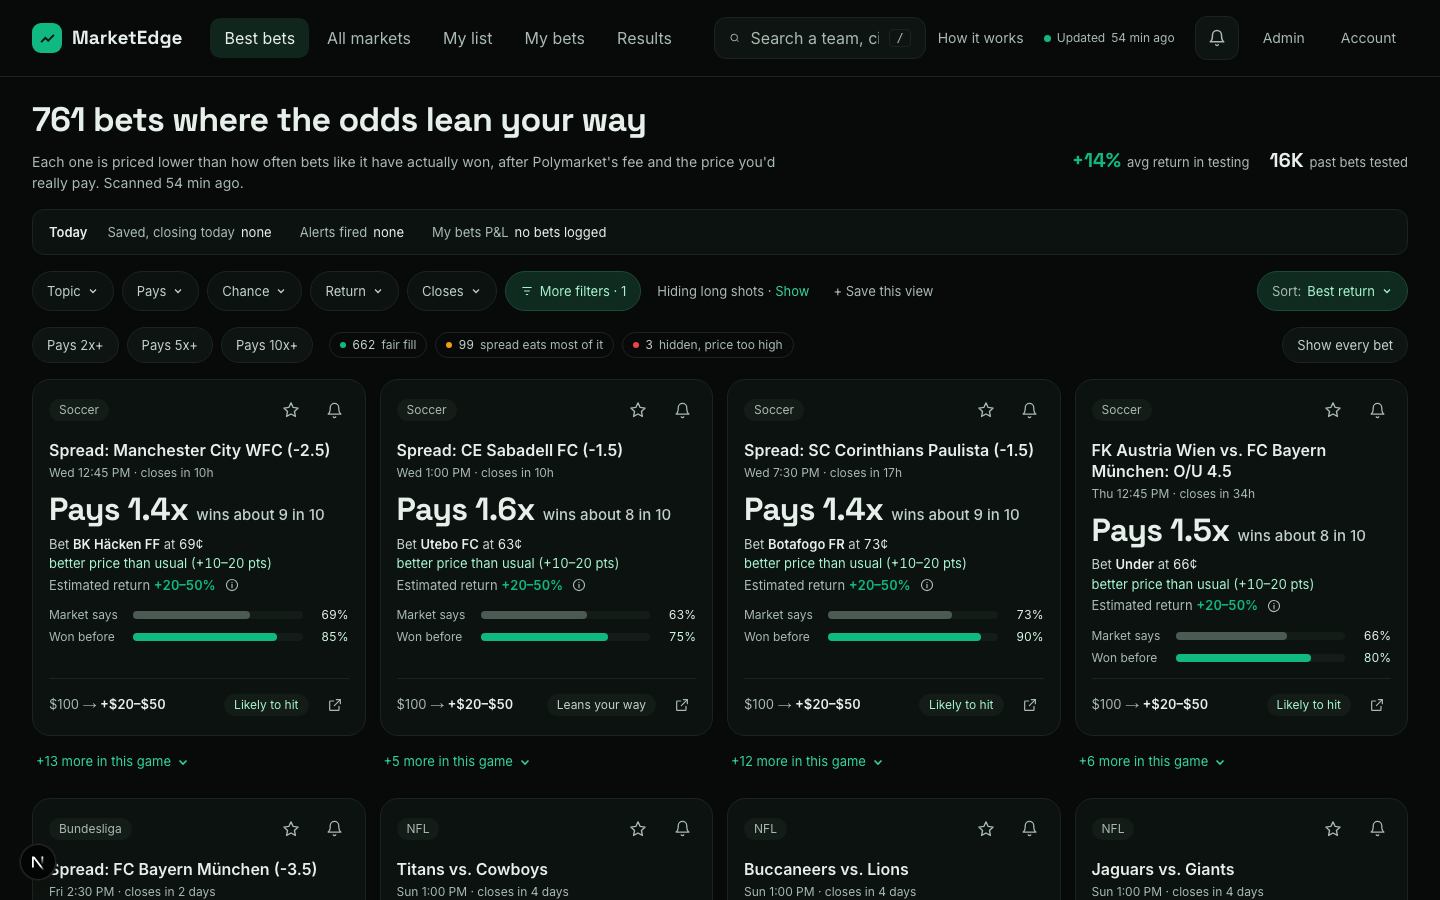 MarketEdge
Best bets
All markets
My list
My bets
Results
Search a team, ci
/
How it works
Updated 54 min ago
Admin
Account
761 bets where the odds lean your way
Each one is priced lower than how often bets like it have actually won, after Polymarket's fee and the price you'd
really pay. Scanned 54 min ago.
+14% avg return in testing
16K past bets tested
Today
Saved, closing today none
Alerts fired none
My bets P&L no bets logged
Topic
Pays
Chance
Return
Closes
More filters · 1
Hiding long shots · Show
+ Save this view
Sort: Best return
Pays 2x+
Pays 5x+
Pays 10x+
662 fair fill
99 spread eats most of it
3 hidden, price too high
Show every bet
Soccer
Spread: Manchester City WFC (-2.5)
Wed 12:45 PM · closes in 10h
Pays 1.4x wins about 9 in 10
Bet BK Häcken FF at 69¢
better price than usual (+10–20 pts)
Estimated return +20–50%
Market says 69%
Won before 85%
$100 → +$20–$50
Likely to hit
+13 more in this game
Soccer
Spread: CE Sabadell FC (-1.5)
Wed 1:00 PM · closes in 10h
Pays 1.6x wins about 8 in 10
Bet Utebo FC at 63¢
better price than usual (+10–20 pts)
Estimated return +20–50%
Market says 63%
Won before 75%
$100 → +$20–$50
Leans your way
+5 more in this game
Soccer
Spread: SC Corinthians Paulista (-1.5)
Wed 7:30 PM · closes in 17h
Pays 1.4x wins about 9 in 10
Bet Botafogo FR at 73¢
better price than usual (+10–20 pts)
Estimated return +20–50%
Market says 73%
Won before 90%
$100 → +$20–$50
Likely to hit
+12 more in this game
Soccer
FK Austria Wien vs. FC Bayern
München: O/U 4.5
Thu 12:45 PM · closes in 34h
Pays 1.5x wins about 8 in 10
Bet Under at 66¢
better price than usual (+10–20 pts)
Estimated return +20–50%
Market says 66%
Won before 80%
$100 → +$20–$50
Likely to hit
+6 more in this game
Bundesliga
Spread: FC Bayern München (-3.5)
Fri 2:30 PM · closes in 2 days
N
NFL
Titans vs. Cowboys
Sun 1:00 PM · closes in 4 days
NFL
Buccaneers vs. Lions
Sun 1:00 PM · closes in 4 days
NFL
Jaguars vs. Giants
Sun 1:00 PM · closes in 4 days